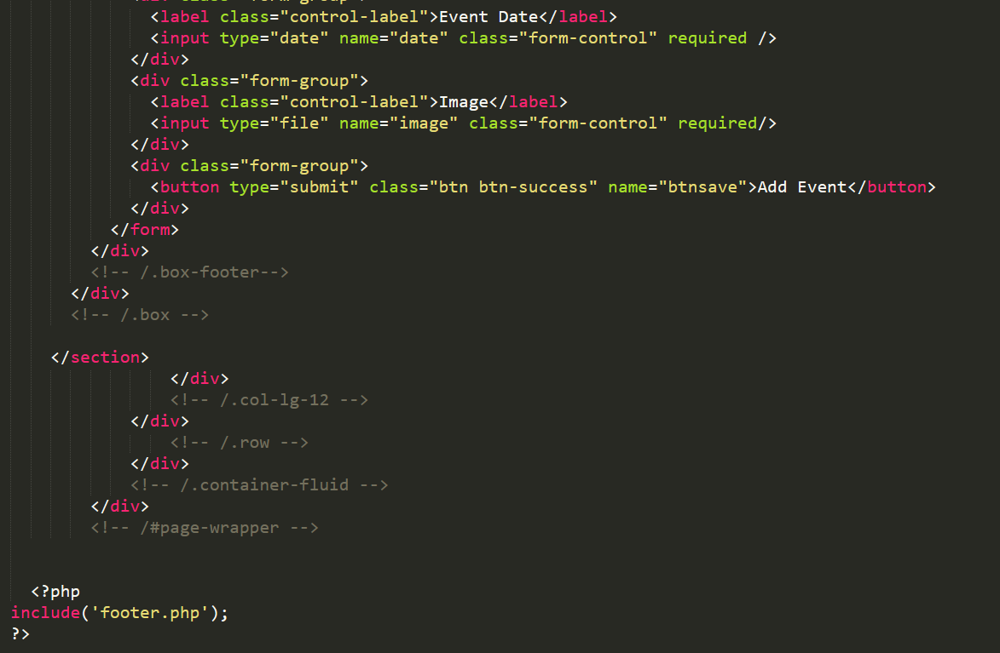 <div class="form-group">
<label class="control-label">Event Date</label>
<input type="date" name="date" class="form-control" required />
</div>
<div class="form-group">
<label class="control-label">Image</label>
<input type="file" name="image" class="form-control" required/>
</div>
<div class="form-group">
<button type="submit" class="btn btn-success" name="btnsave">Add Event</button>
</div>
</form>
</div>
<!-- /.box-footer-->
</div>
<!-- /.box -->
</section>
</div>
<!-- /.col-lg-12 -->
</div>
<!-- /.row -->
</div>
<!-- /.container-fluid -->
</div>
<!-- /#page-wrapper -->
<?php
include('footer.php');
?>